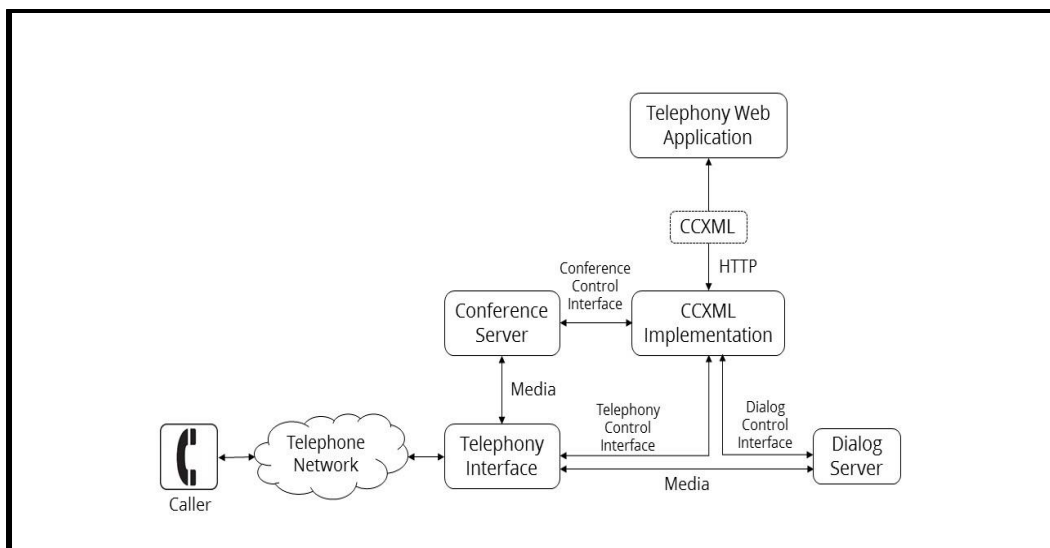 Telephony Web
Application
CCXML
HTTP
Conference
Control
Interface
Conference
Server
CCXML
Implementation
Media
Telephony
Control
Interface
Dialog
Control
Interface
Telephone
Network
Telephony
Interface
Dialog
Server
Media
Caller